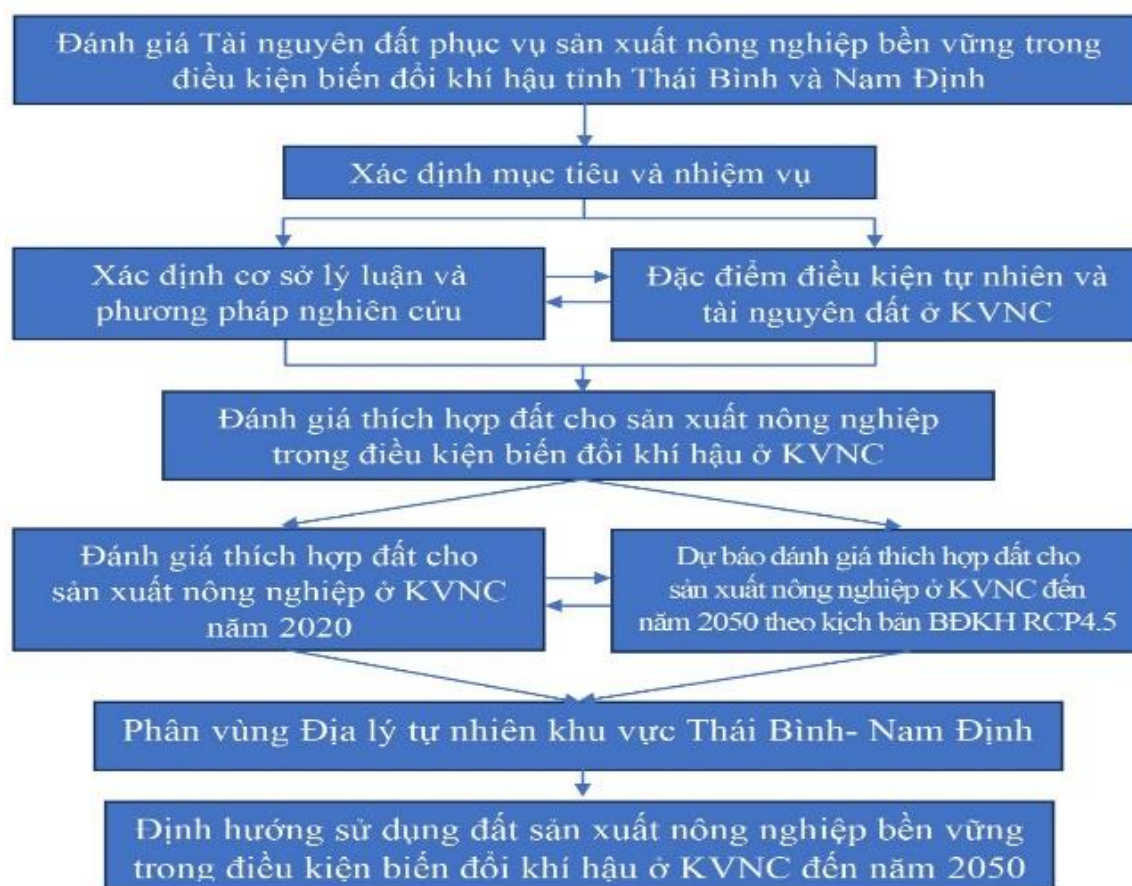 Đánh giá Tài nguyên đất phục vụ sản xuất nông nghiệp bền vững trong
điều kiện biến đổi khí hậu tỉnh Thái Bình và Nam Định
Xác định mục tiêu và nhiệm vụ
Xác định cơ sở lý luận và
phương pháp nghiên cứu
Đặc điểm điều kiện tự nhiên và
tài nguyên đất ở KVNC
Đánh giá thích hợp đất cho sản xuất nông nghiệp
trong điều kiện biến đổi khí hậu ở KVNC
Đánh giá thích hợp đất cho
sản xuất nông nghiệp ở KVNC
năm 2020
Dự báo đánh giá thích hợp đất cho
sản xuất nông nghiệp ở KVNC đến
năm 2050 theo kịch bản BĐKH RCP4.5
Phân vùng Địa lý tự nhiên khu vực Thái Bình- Nam Định
Định hướng sử dụng đất sản xuất nông nghiệp bền vững
trong điều kiện biến đổi khí hậu ở KVNC đến năm 2050